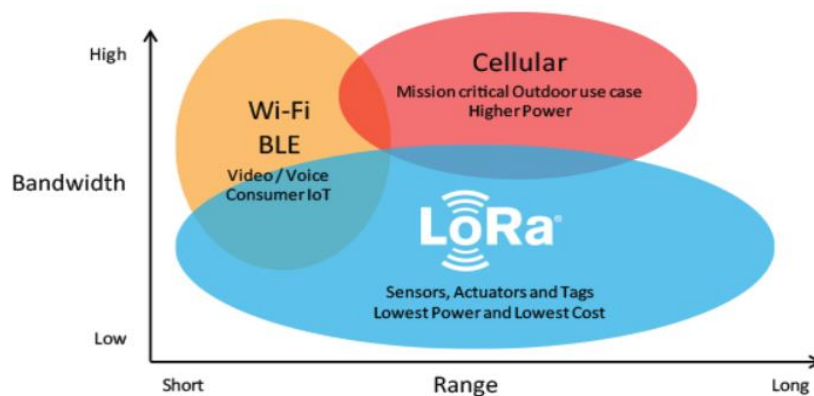 High
Bandwidth
Low
Wi-Fi
BLE
Video / Voice
Consumer IoT
Cellular
Mission critical Outdoor use case
Higher Power
LoRa®
Sensors, Actuators and Tags
Lowest Power and Lowest Cost
Short
Range
Long